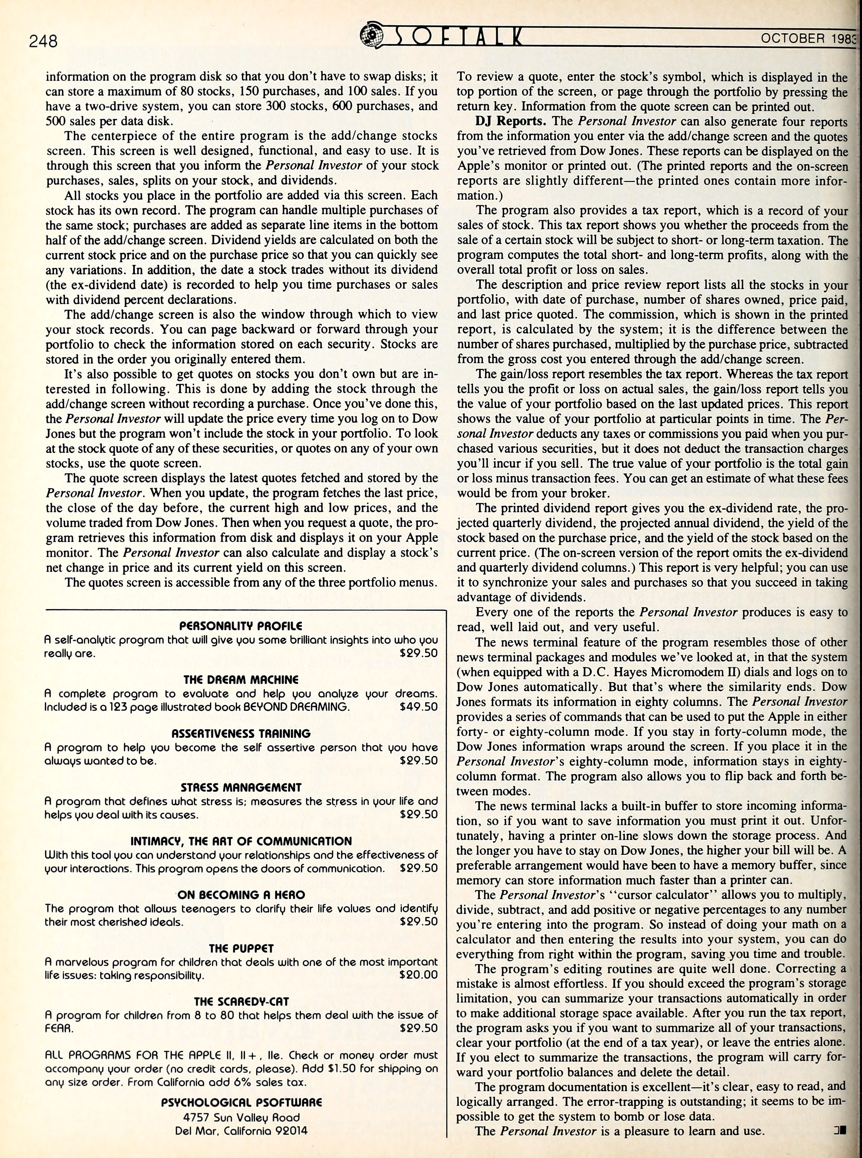 248
SOFTALK
OCTOBER 1983
information on the program disk so that you don't have to swap disks; it
can store a maximum of 80 stocks, 150 purchases, and 100 sales. If you
have a two-drive system, you can store 300 stocks, 600 purchases, and
500 sales per data disk.
The centerpiece of the entire program is the add/change stocks
screen. This screen is well designed, functional, and easy to use. It is
through this screen that you inform the Personal Investor of your stock
purchases, sales, splits on your stock, and dividends.
All stocks you place in the portfolio are added via this screen. Each
stock has its own record. The program can handle multiple purchases of
the same stock; purchases are added as separate line items in the bottom
half of the add/change screen. Dividend yields are calculated on both the
current stock price and on the purchase price so that you can quickly see
any variations. In addition, the date a stock trades without its dividend
(the ex-dividend date) is recorded to help you time purchases or sales
with dividend percent declarations.
The add/change screen is also the window through which to view
your stock records. You can page backward or forward through your
portfolio to check the information stored on each security. Stocks are
stored in the order you originally entered them.
It's also possible to get quotes on stocks you don't own but are in-
terested in following. This is done by adding the stock through the
add/change screen without recording a purchase. Once you've done this,
the Personal Investor will update the price every time you log on to Dow
Jones but the program won't include the stock in your portfolio. To look
at the stock quote of any of these securities, or quotes on any of your own
stocks, use the quote screen.
The quote screen displays the latest quotes fetched and stored by the
Personal Investor. When you update, the program fetches the last price,
the close of the day before, the current high and low prices, and the
volume traded from Dow Jones. Then when you request a quote, the pro-
gram retrieves this information from disk and displays it on your Apple
monitor. The Personal Investor can also calculate and display a stock's
net change in price and its current yield on this screen.
The quotes screen is accessible from any of the three portfolio menus.
PERSONALITY PROFILE
A self-analytic program that will give you some brilliant insights into who you
really are. $29.50
THE DREAM MACHINE
A complete program to evaluate and help you analyze your dreams.
Included is a 123 page illustrated book BEYOND DREAMING. $49.50
ASSERTIVENESS TRAINING
A program to help you become the self assertive person that you have
always wanted to be. $29.50
STRESS MANAGEMENT
A program that defines what stress is; measures the stress in your life and
helps you deal with its causes. $29.50
INTIMACY, THE ART OF COMMUNICATION
With this tool you can understand your relationships and the effectiveness of
your interactions. This program opens the doors of communication. $29.50
ON BECOMING A HERO
The program that allows teenagers to clarify their life values and identify
their most cherished ideals. $29.50
THE PUPPET
A marvelous program for children that deals with one of the most important
life issues: taking responsibility. $20.00
THE SCAREDY-CAT
A program for children from 8 to 80 that helps them deal with the issue of
FEAR. $29.50
ALL PROGRAMS FOR THE APPLE II, II+, IIe. Check or money order must
accompany your order (no credit cards, please). Add $1.50 for shipping on
any size order. From California add 6% sales tax.
PSYCHOLOGICAL PSOFTWARE
4757 Sun Valley Road
Del Mar, California 92014
To review a quote, enter the stock's symbol, which is displayed in the
top portion of the screen, or page through the portfolio by pressing the
return key. Information from the quote screen can be printed out.
DJ Reports. The Personal Investor can also generate four reports
from the information you enter via the add/change screen and the quotes
you've retrieved from Dow Jones. These reports can be displayed on the
Apple's monitor or printed out. (The printed reports and the on-screen
reports are slightly different—the printed ones contain more infor-
mation.)
The program also provides a tax report, which is a record of your
sales of stock. This tax report shows you whether the proceeds from the
sale of a certain stock will be subject to short- or long-term taxation. The
program computes the total short- and long-term profits, along with the
overall total profit or loss on sales.
The description and price review report lists all the stocks in your
portfolio, with date of purchase, number of shares owned, price paid,
and last price quoted. The commission, which is shown in the printed
report, is calculated by the system; it is the difference between the
number of shares purchased, multiplied by the purchase price, subtracted
from the gross cost you entered through the add/change screen.
The gain/loss report resembles the tax report. Whereas the tax report
tells you the profit or loss on actual sales, the gain/loss report tells you
the value of your portfolio based on the last updated prices. This report
shows the value of your portfolio at particular points in time. The Per-
sonal Investor deducts any taxes or commissions you paid when you pur-
chased various securities, but it does not deduct the transaction charges
you'll incur if you sell. The true value of your portfolio is the total gain
or loss minus transaction fees. You can get an estimate of what these fees
would be from your broker.
The printed dividend report gives you the ex-dividend rate, the pro-
jected quarterly dividend, the projected annual dividend, the yield of the
stock based on the purchase price, and the yield of the stock based on the
current price. (The on-screen version of the report omits the ex-dividend
and quarterly dividend columns.) This report is very helpful; you can use
it to synchronize your sales and purchases so that you succeed in taking
advantage of dividends.
Every one of the reports the Personal Investor produces is easy to
read, well laid out, and very useful.
The news terminal feature of the program resembles those of other
news terminal packages and modules we've looked at, in that the system
(when equipped with a D.C. Hayes Micromodem II) dials and logs on to
Dow Jones automatically. But that's where the similarity ends. Dow
Jones formats its information in eighty columns. The Personal Investor
provides a series of commands that can be used to put the Apple in either
forty- or eighty-column mode. If you stay in forty-column mode, the
Dow Jones information wraps around the screen. If you place it in the
Personal Investor's eighty-column mode, information stays in eighty-
column format. The program also allows you to flip back and forth be-
tween modes.
The news terminal lacks a built-in buffer to store incoming informa-
tion, so if you want to save information you must print it out. Unfor-
tunately, having a printer on-line slows down the storage process. And
the longer you have to stay on Dow Jones, the higher your bill will be. A
preferable arrangement would have been to have a memory buffer, since
memory can store information much faster than a printer can.
The Personal Investor's "cursor calculator" allows you to multiply,
divide, subtract, and add positive or negative percentages to any number
you're entering into the program. So instead of doing your math on a
calculator and then entering the results into your system, you can do
everything from right within the program, saving you time and trouble.
The program's editing routines are quite well done. Correcting a
mistake is almost effortless. If you should exceed the program's storage
limitation, you can summarize your transactions automatically in order
to make additional storage space available. After you run the tax report,
the program asks you if you want to summarize all of your transactions,
clear your portfolio (at the end of a tax year), or leave the entries alone.
If you elect to summarize the transactions, the program will carry for-
ward your portfolio balances and delete the detail.
The program documentation is excellent—it's clear, easy to read, and
logically arranged. The error-trapping is outstanding; it seems to be im-
possible to get the system to bomb or lose data.
The Personal Investor is a pleasure to learn and use.